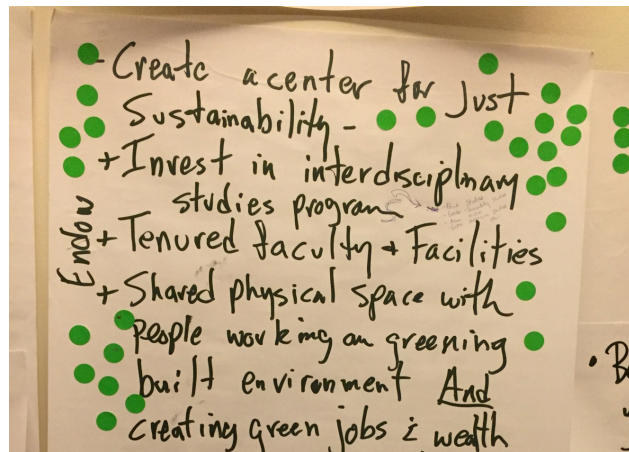 - Create a center for Just
Sustainability -
+ Invest in interdisciplinary
studies program
Endow
+ Tenured faculty + Facilities
+ Shared physical space with
people working on greening
built environment And
creating green jobs & wealth